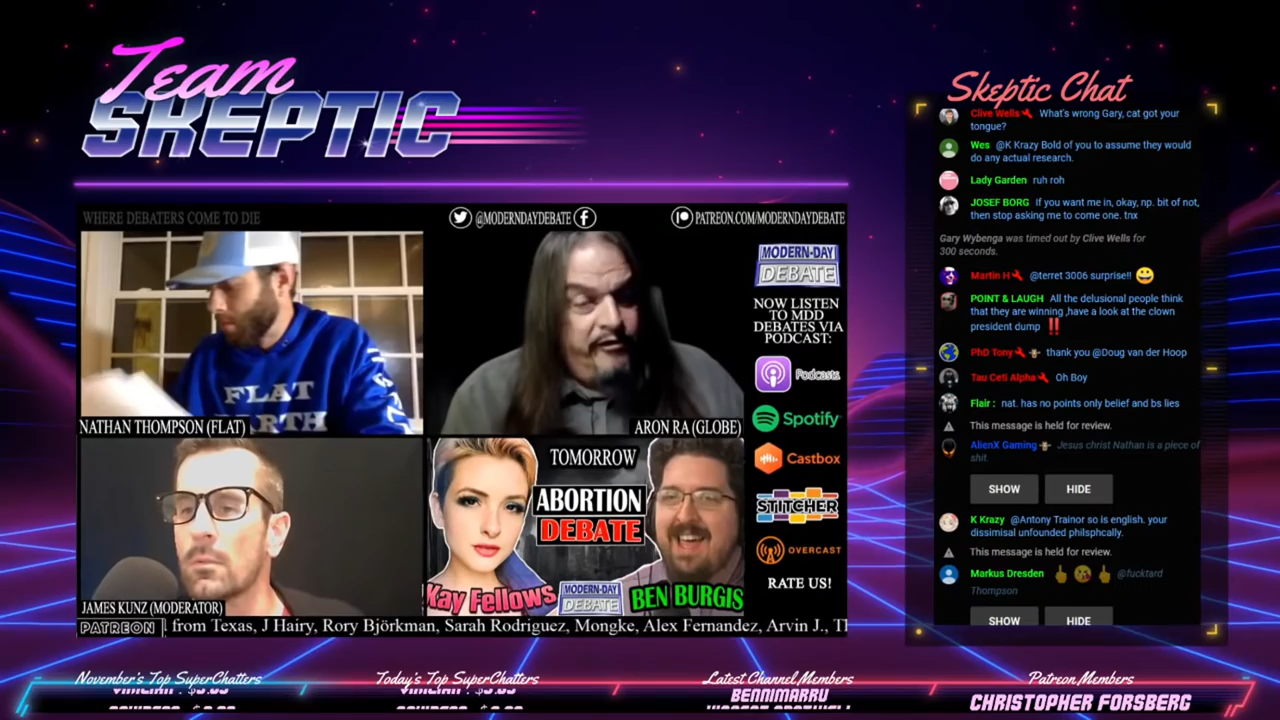 Team
SKEPTIC
WHERE DEBATERS COME TO DIE
@MODERNDAYDEBATE
PATREON.COM/MODERNDAYDEBATE
FLAT
NATHAN THOMPSON (FLAT)
ARON RA (GLOBE)
MODERN-DAY
DEBATE
NOW LISTEN
TO MDD
DEBATES VIA
PODCAST:
Podcasts
Spotify
Castbox
STITCHER
OVERCAST
RATE US!
JAMES KUNZ (MODERATOR)
TOMORROW
ABORTION
DEBATE
Kay Fellows
MODERN-DAY
DEBATE
BEN BURGIS
PATREON
from Texas, J Hairy, Rory Björkman, Sarah Rodriguez, Mongke, Alex Fernandez, Arvin J.,
Skeptic Chat
Clive Wells What's wrong Gary, cat got your
tongue?
Wes @K Krazy Bold of you to assume they would
do any actual research.
Lady Garden ruh roh
JOSEF BORG If you want me in, okay, np. bit of not,
then stop asking me to come one. tnx
Gary Wybenga was timed out by Clive Wells for
300 seconds.
Martin H @terret 3006 surprise!! 😀
POINT & LAUGH All the delusional people think
that they are winning ,have a look at the clown
president dump ‼️
PhD Tony thank you @Doug van der Hoop
Tau Ceti Alpha Oh Boy
Flair : nat. has no points only belief and bs lies
This message is held for review.
AlienX Gaming Jesus christ Nathan is a piece of
shit
SHOW HIDE
K Krazy @Antony Trainor so is english. your
dissimisal unfounded philsphcally.
This message is held for review.
Markus Dresden 🖕 😘 🖕 @fucktard
Thompson
SHOW HIDE
November's Top SuperChatters
Today's Top SuperChatters
Latest Channel Members
BENNIMARRU
Patreon Members
CHRISTOPHER FORSBERG